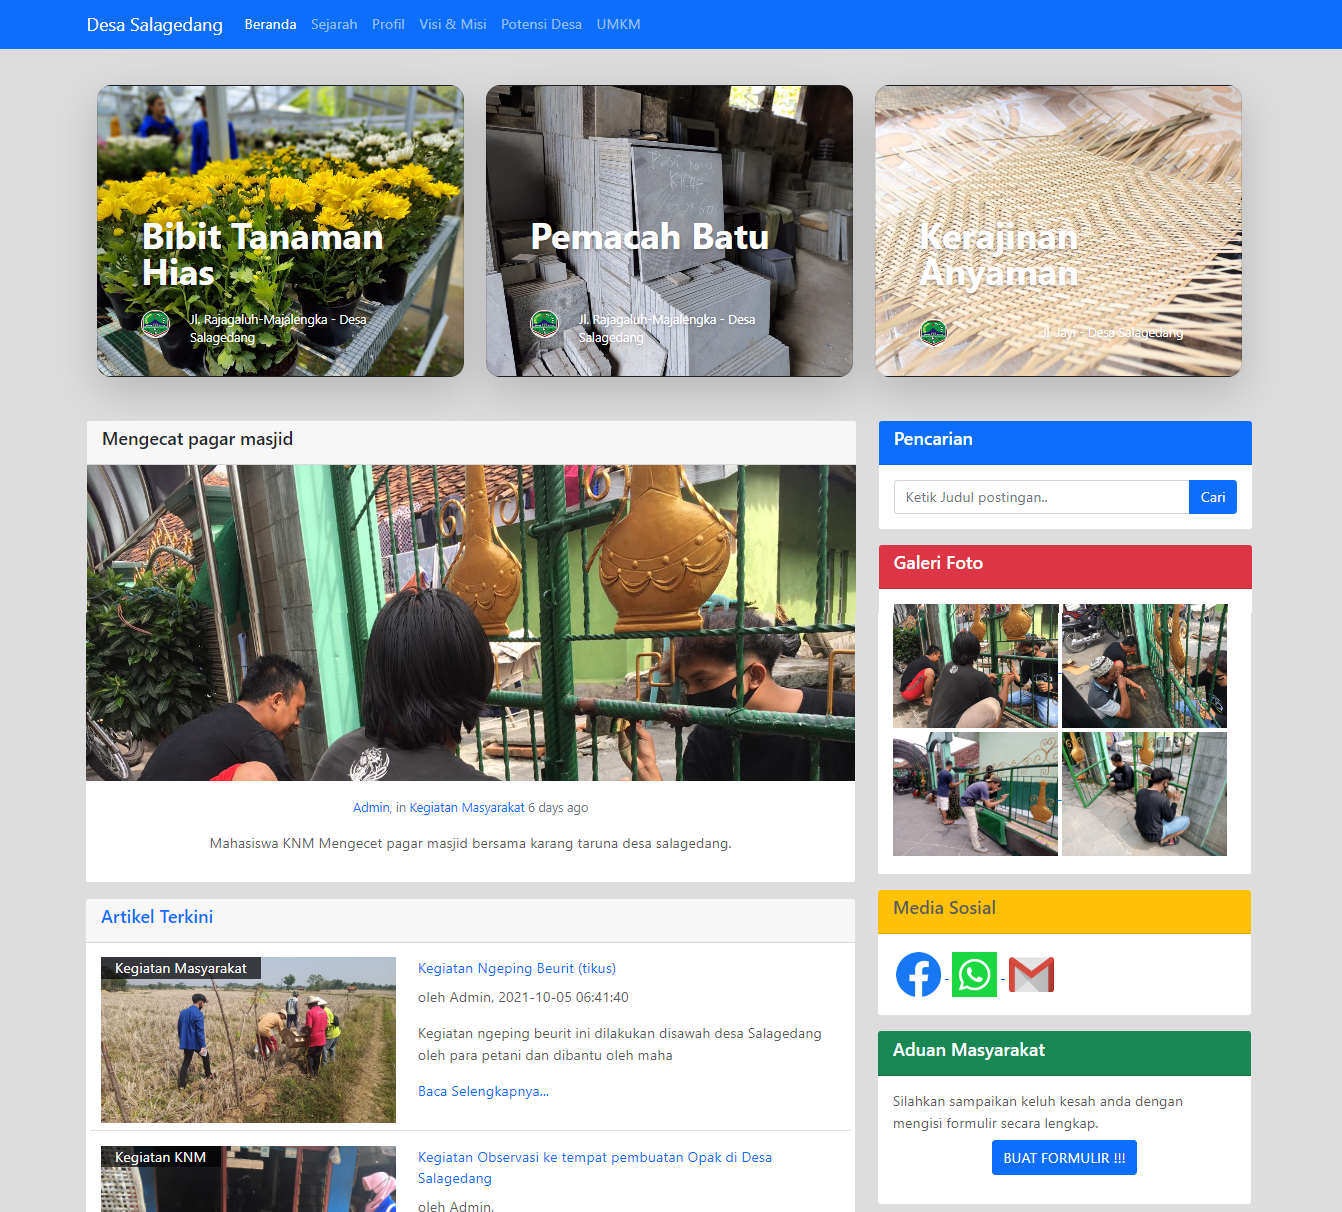 Desa Salagedang
Beranda
Sejarah
Profil
Visi & Misi
Potensi Desa
UMKM
Bibit Tanaman
Hias
Jl. Rajagaluh-Majalengka - Desa
Salagedang
Pemacah Batu
Jl. Rajagaluh-Majalengka - Desa
Salagedang
Kerajinan
Anyaman
Jl. Jayi - Desa Salagedang
Mengecat pagar masjid
Admin, in Kegiatan Masyarakat 6 days ago
Mahasiswa KNM Mengecet pagar masjid bersama karang taruna desa salagedang.
Artikel Terkini
Kegiatan Masyarakat
Kegiatan Ngeping Beurit (tikus)
oleh Admin, 2021-10-05 06:41:40
Kegiatan ngeping beurit ini dilakukan disawah desa Salagedang
oleh para petani dan dibantu oleh maha
Baca Selengkapnya...
Kegiatan KNM
Kegiatan Observasi ke tempat pembuatan Opak di Desa
Salagedang
oleh Admin,
Pencarian
Ketik Judul postingan..
Cari
Galeri Foto
Media Sosial
- -
Aduan Masyarakat
Silahkan sampaikan keluh kesah anda dengan
mengisi formulir secara lengkap.
BUAT FORMULIR !!!